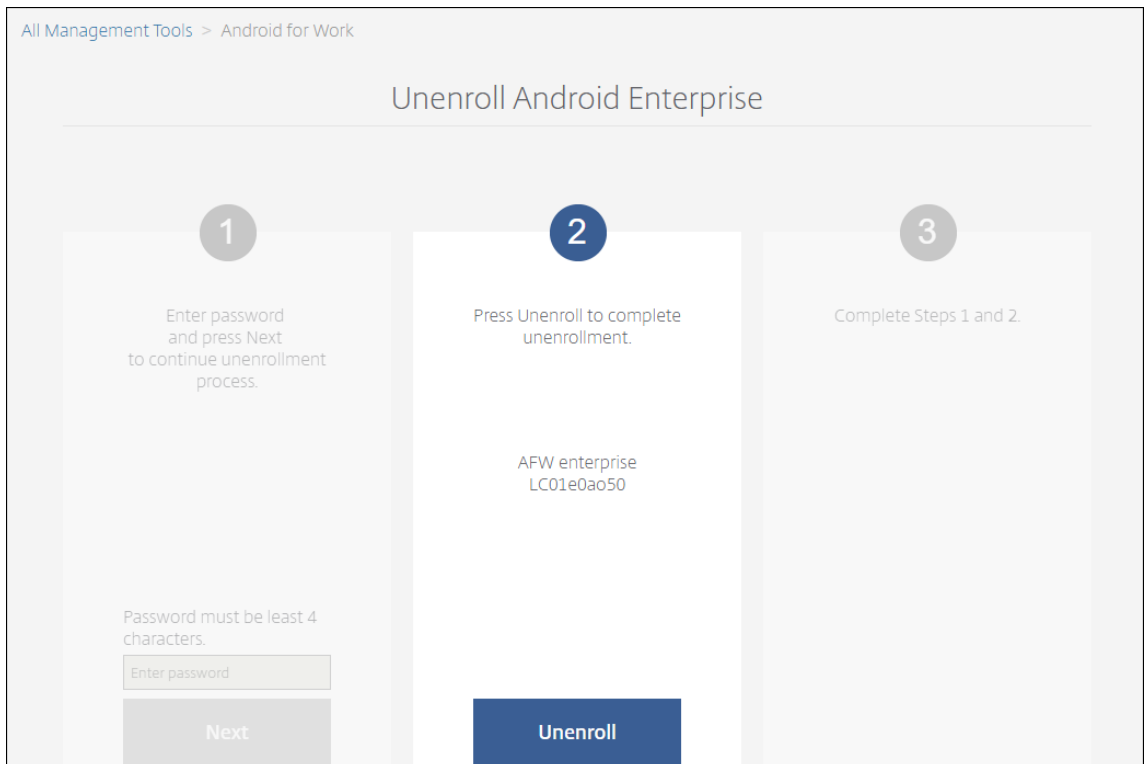 All Management Tools > Android for Work
Unenroll Android Enterprise
1
Enter password
and press Next
to continue unenrollment
process.
Password must be least 4
characters.
Enter password
Next
2
Press Unenroll to complete
unenrollment.
AFW enterprise
LC01e0ao50
Unenroll
3
Complete Steps 1 and 2.